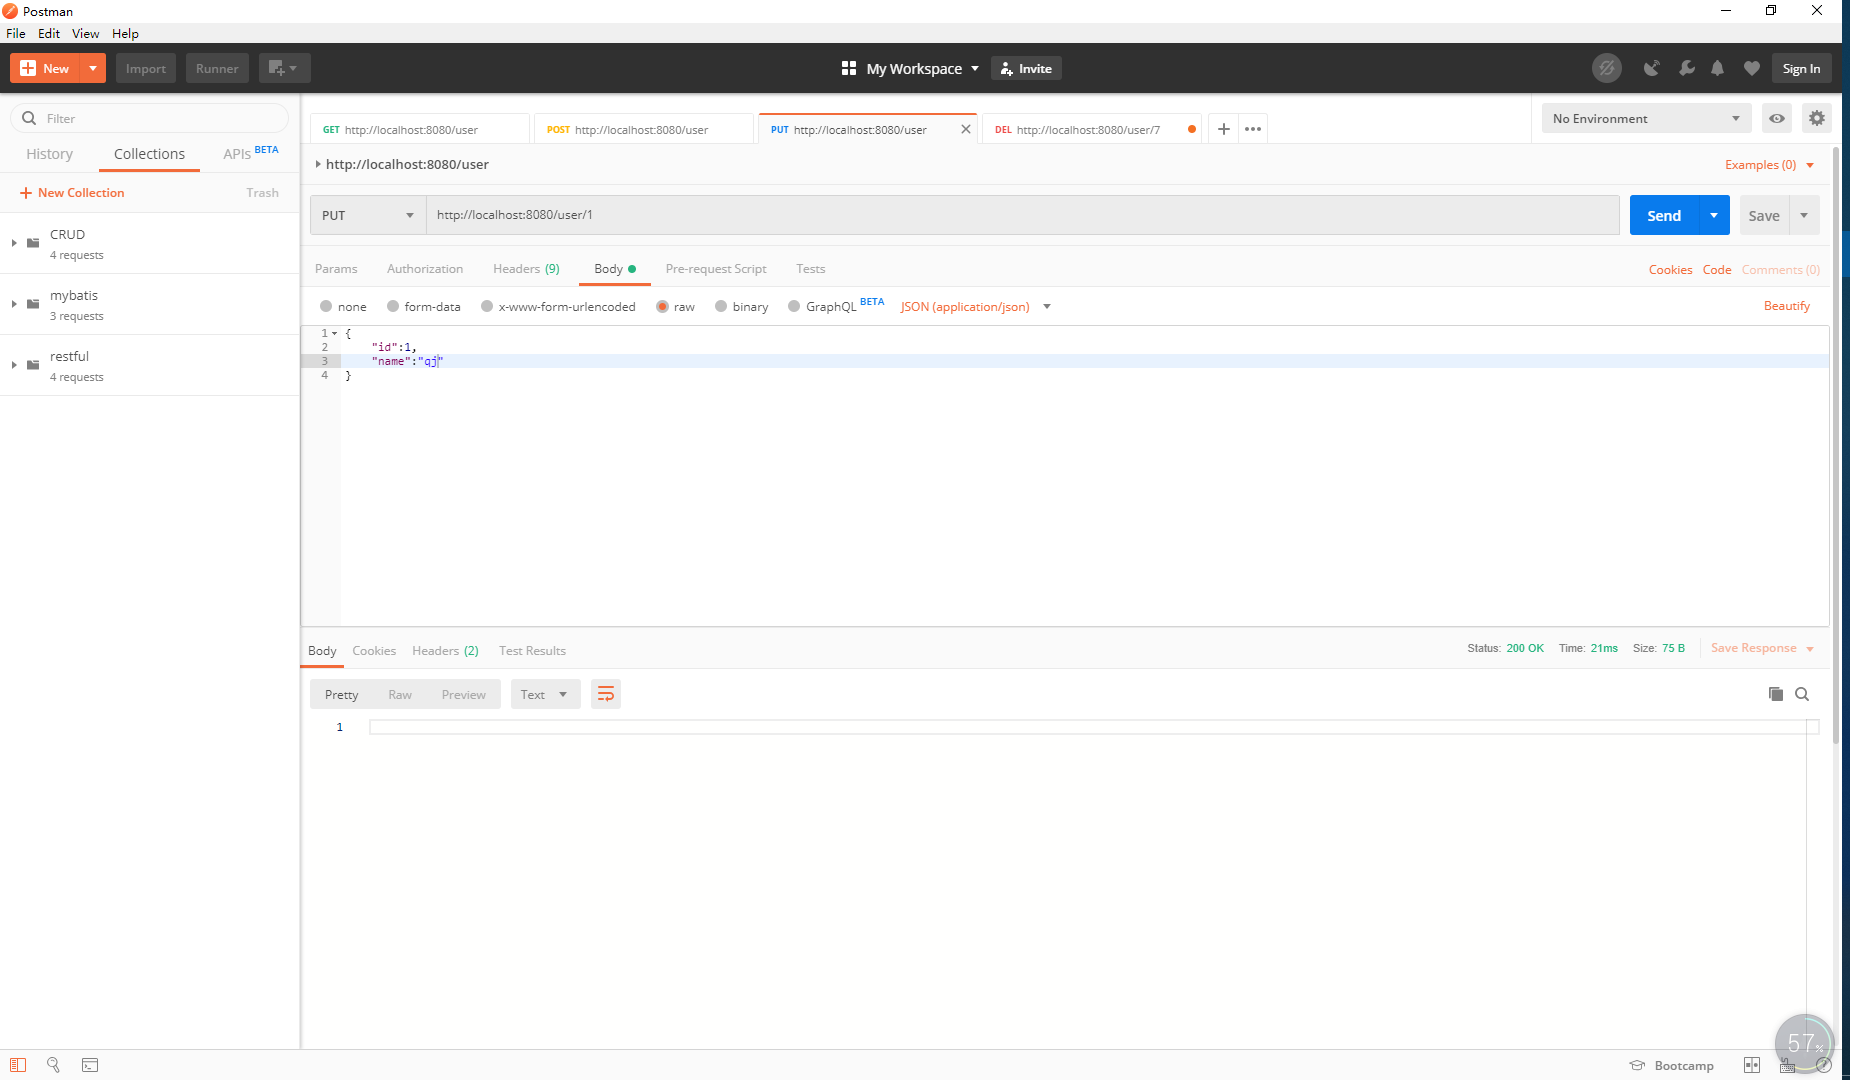 Postman
File Edit View Help
New Import Runner My Workspace Invite Sign In
Filter
History Collections APIs BETA
New Collection Trash
CRUD
4 requests
mybatis
3 requests
restful
4 requests
GET http://localhost:8080/user POST http://localhost:8080/user PUT http://localhost:8080/user DEL http://localhost:8080/user/7 No Environment
http://localhost:8080/user Examples (0)
PUT http://localhost:8080/user/1 Send Save
Params Authorization Headers (9) Body Pre-request Script Tests Cookies Code Comments (0)
none form-data x-www-form-urlencoded raw binary GraphQL BETA JSON (application/json) Beautify
1 {
2 "id":1,
3 "name":"qj"
4 }
Body Cookies Headers (2) Test Results Status: 200 OK Time: 21ms Size: 75 B Save Response
Pretty Raw Preview Text
1
57%
Bootcamp